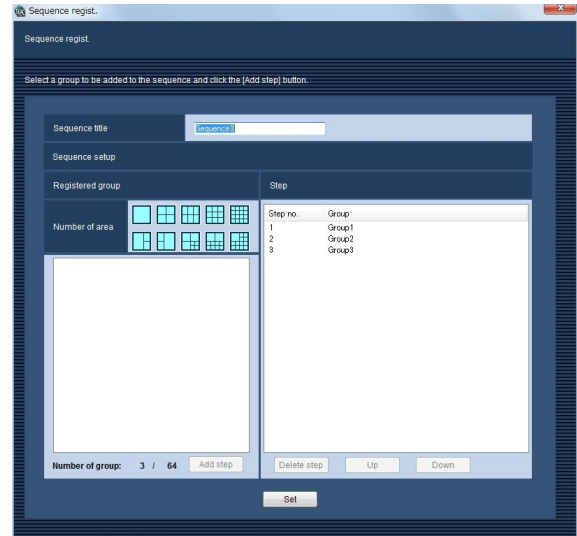 Sequence regist.
Sequence regist.
Select a group to be added to the sequence and click the [Add step] button.
Sequence title
Sequence1
Sequence setup
Registered group
Step
Number of area
Step no. Group
1 Group1
2 Group2
3 Group3
Number of group: 3 / 64
Add step
Delete step
Up
Down
Set